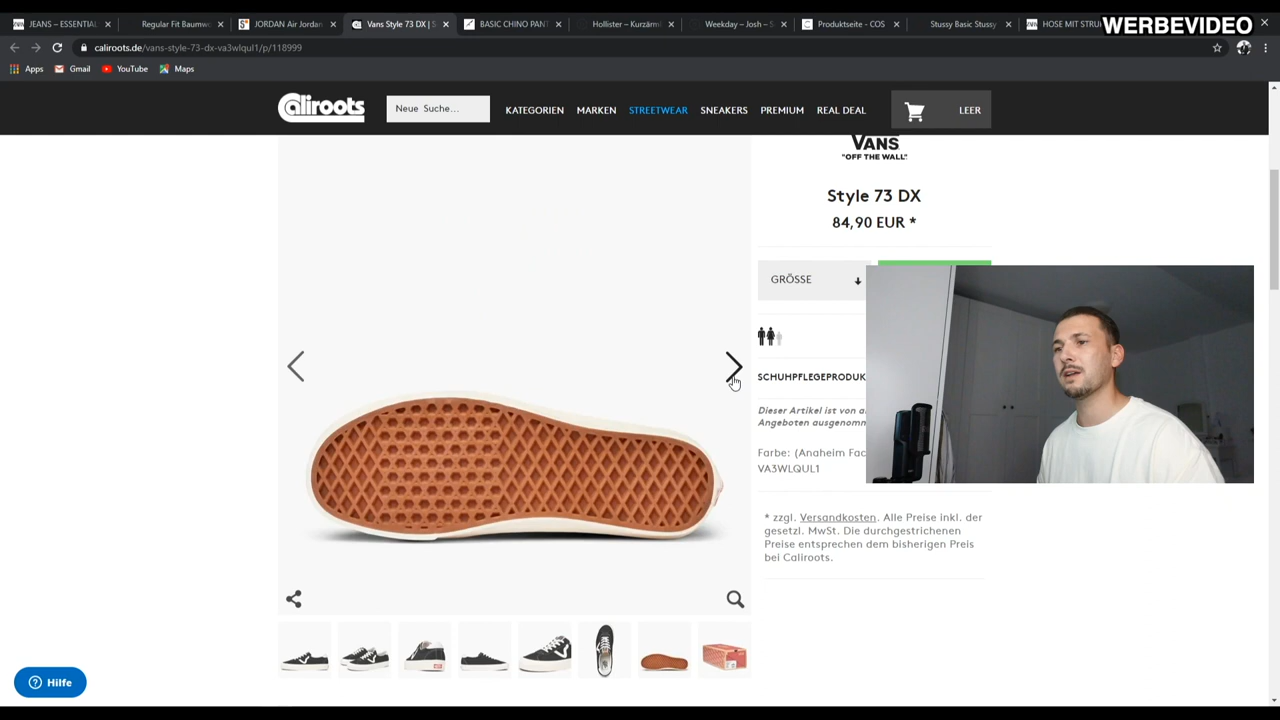 JEANS – ESSENTIAL
Regular Fit Baumwo
JORDAN Air Jordan
Vans Style 73 DX | S
BASIC CHINO PANT
Hollister – Kurzärml
Weekday – Josh – S
Produktseite - COS
Stussy Basic Stussy
HOSE MIT STRU
WERBEVIDEO
caliroots.de/vans-style-73-dx-va3wlqul1/p/118999
Apps
Gmail
YouTube
Maps
Caliroots
Neue Suche...
KATEGORIEN
MARKEN
STREETWEAR
SNEAKERS
PREMIUM
REAL DEAL
LEER
VANS
"OFF THE WALL"
Style 73 DX
84,90 EUR *
GRÖSSE
SCHUHPFLEGEPRODUK
Dieser Artikel ist von a
Angeboten ausgenomm
Farbe: (Anaheim Fac
VA3WLQUL1
* zzgl. Versandkosten. Alle Preise inkl. der
gesetzl. MwSt. Die durchgestrichenen
Preise entsprechen dem bisherigen Preis
bei Caliroots.
Hilfe